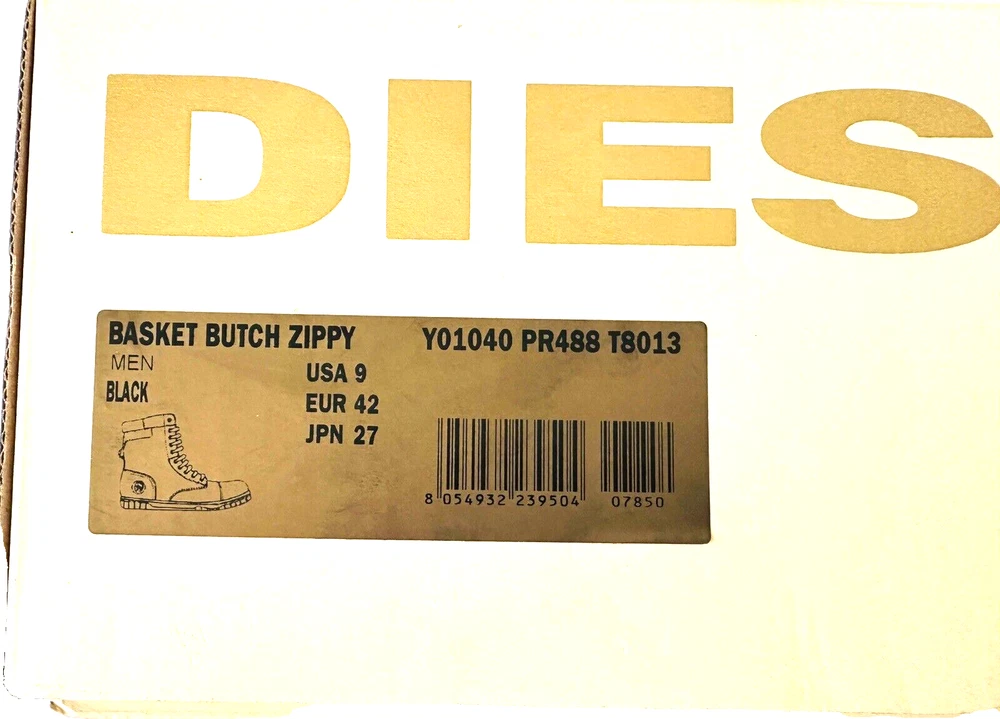 DIES
BASKET BUTCH ZIPPY Y01040 PR488 T8013
MEN
BLACK
USA 9
EUR 42
JPN 27
8 054932 239504 07850